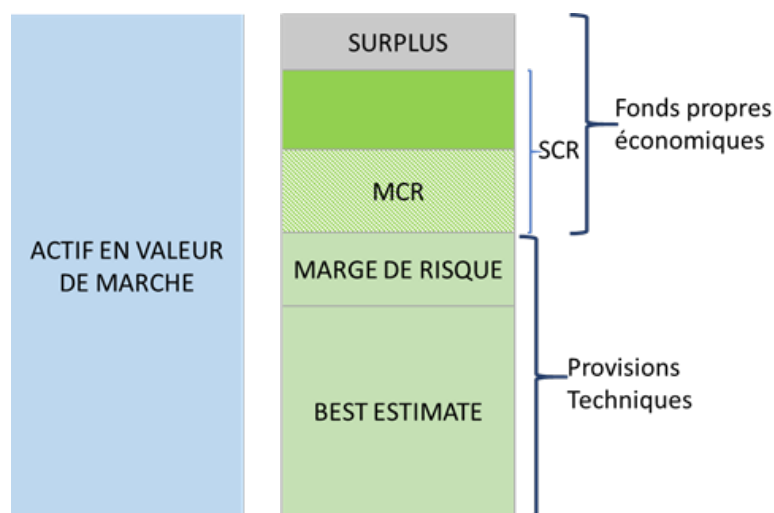 SURPLUS
Fonds propres
économiques
SCR
MCR
ACTIF EN VALEUR
DE MARCHE
MARGE DE RISQUE
Provisions
Techniques
BEST ESTIMATE